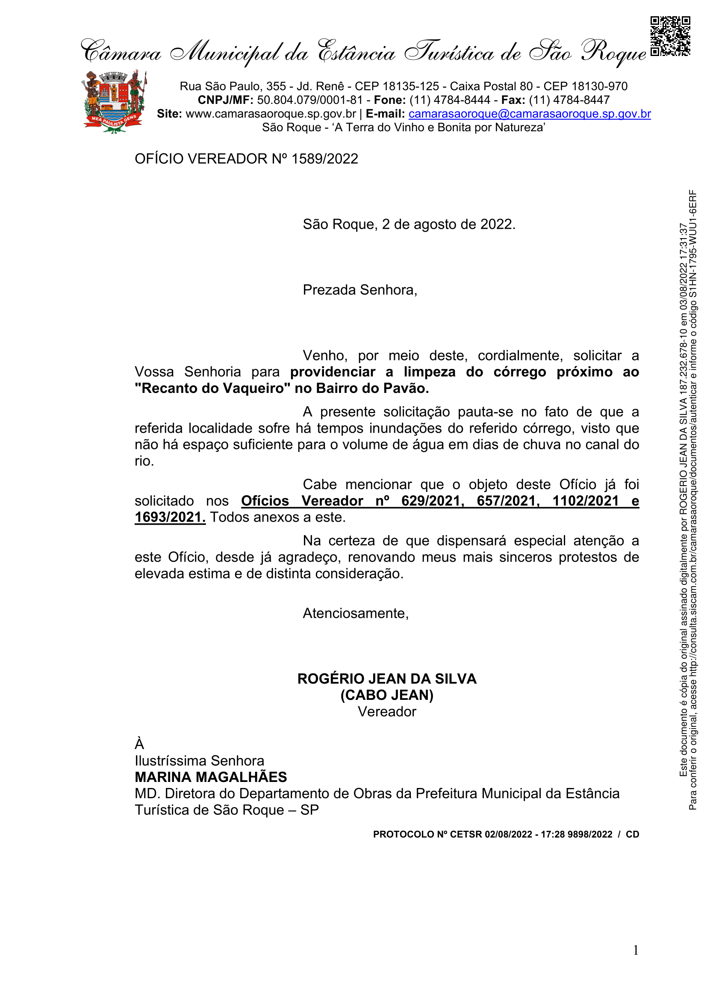 Câmara Municipal da Estância Turística de São Roque
MEA PAULISTA GENS
Rua São Paulo, 355 - Jd. Renê - CEP 18135-125 - Caixa Postal 80 - CEP 18130-970
CNPJ/MF: 50.804.079/0001-81 - Fone: (11) 4784-8444 - Fax: (11) 4784-8447
Site: www.camarasaoroque.sp.gov.br | E-mail: camarasaoroque@camarasaoroque.sp.gov.br
São Roque - ‘A Terra do Vinho e Bonita por Natureza’
OFÍCIO VEREADOR Nº 1589/2022
São Roque, 2 de agosto de 2022.
Prezada Senhora,
Venho, por meio deste, cordialmente, solicitar a
Vossa Senhoria para providenciar a limpeza do córrego próximo ao
"Recanto do Vaqueiro" no Bairro do Pavão.
A presente solicitação pauta-se no fato de que a
referida localidade sofre há tempos inundações do referido córrego, visto que
não há espaço suficiente para o volume de água em dias de chuva no canal do
rio.
Cabe mencionar que o objeto deste Ofício já foi
solicitado nos Ofícios Vereador nº 629/2021, 657/2021, 1102/2021 e
1693/2021. Todos anexos a este.
Na certeza de que dispensará especial atenção a
este Ofício, desde já agradeço, renovando meus mais sinceros protestos de
elevada estima e de distinta consideração.
Atenciosamente,
ROGÉRIO JEAN DA SILVA
(CABO JEAN)
Vereador
À
Ilustríssima Senhora
MARINA MAGALHÃES
MD. Diretora do Departamento de Obras da Prefeitura Municipal da Estância
Turística de São Roque – SP
PROTOCOLO Nº CETSR 02/08/2022 - 17:28 9898/2022 / CD
1
Este documento é cópia do original assinado digitalmente por ROGERIO JEAN DA SILVA 187.232.678-10 em 03/08/2022 17:31:37
Para conferir o original, acesse http://consulta.siscam.com.br/camarasaoroque/documentos/autenticar e informe o código S1HN-1795-WUU1-6ERF